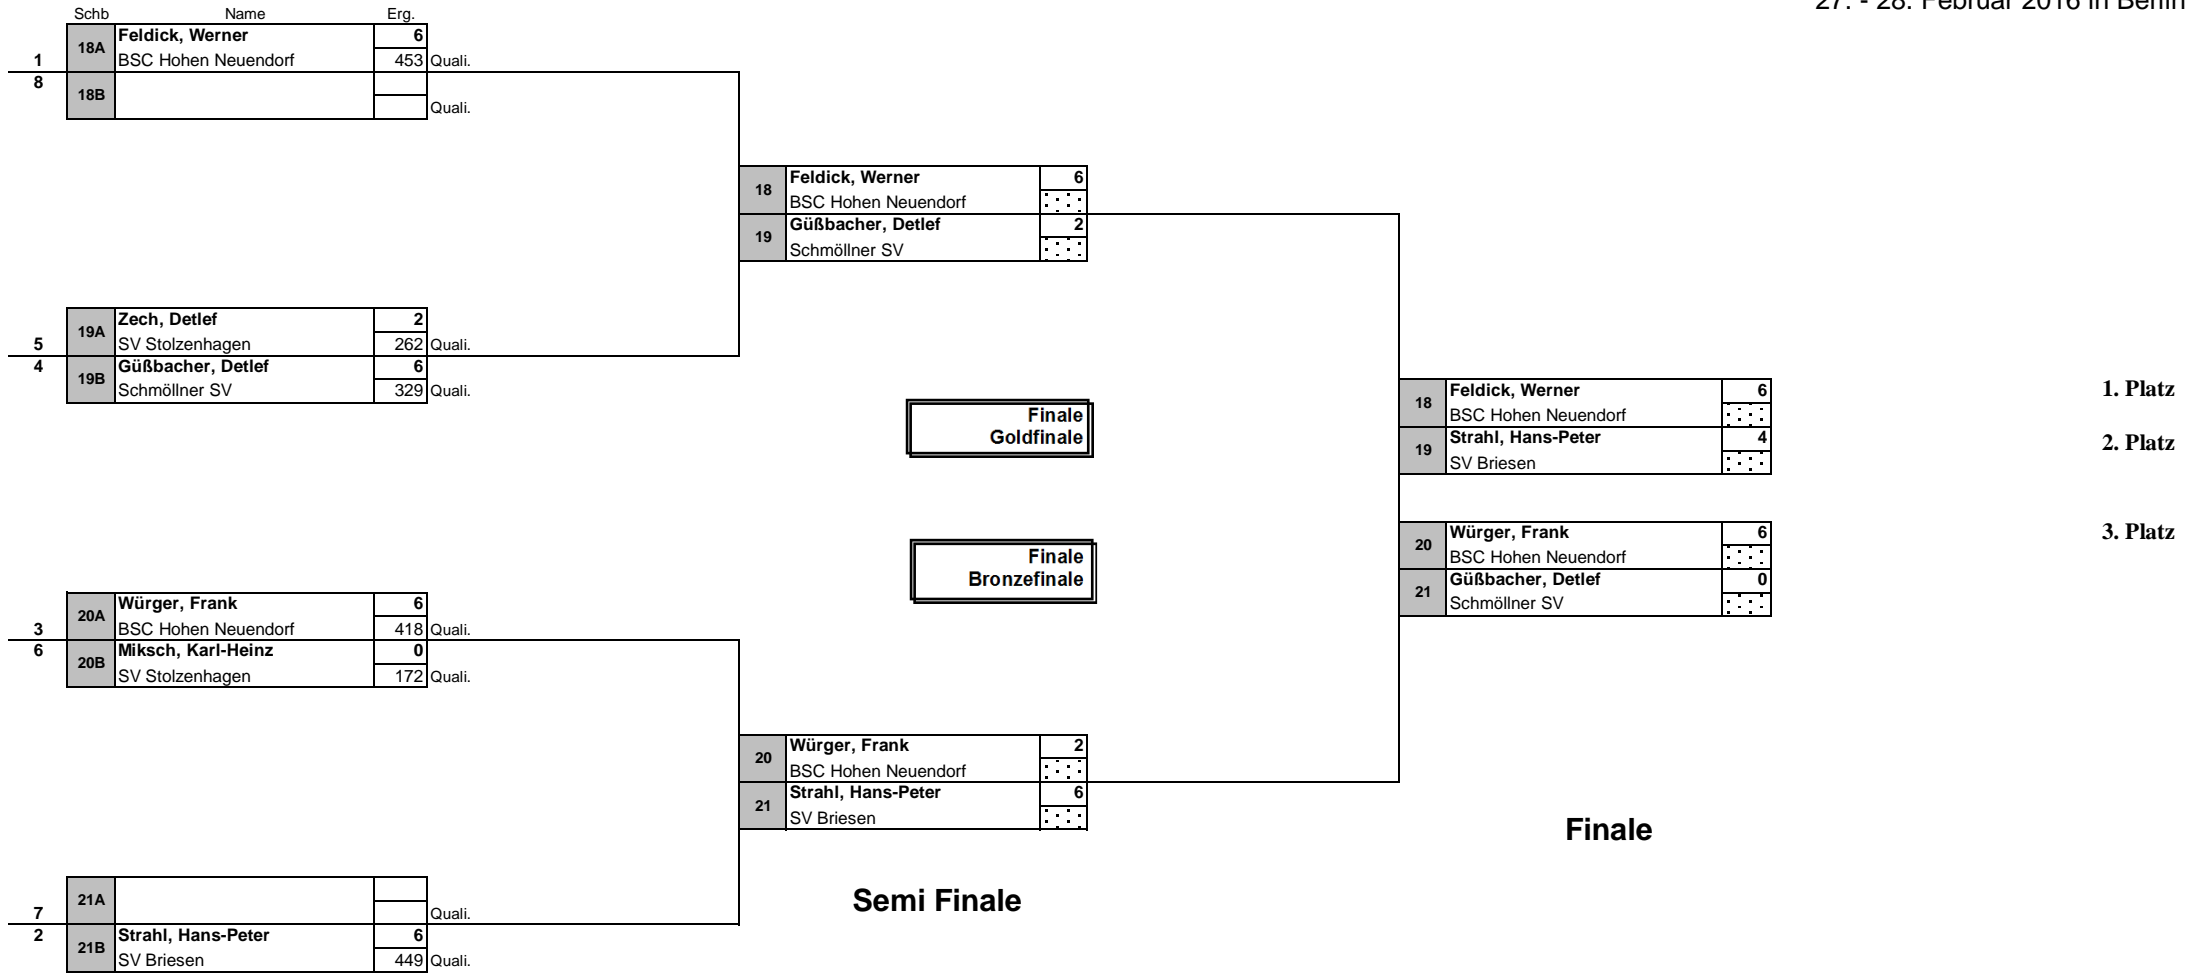 27. - 28. Februar 2016 in Berlin
Schb Name Erg.
18A Feldick, Werner 6
1 BSC Hohen Neuendorf 453 Quali.
8 18B
Quali.
19A Zech, Detlef 2
5 SV Stolzenhagen 262 Quali.
4 19B Güßbacher, Detlef 6
Schmöllner SV 329 Quali.
20A Würger, Frank 6
3 BSC Hohen Neuendorf 418 Quali.
6 20B Miksch, Karl-Heinz 0
SV Stolzenhagen 172 Quali.
21A
7 Quali.
2 21B Strahl, Hans-Peter 6
SV Briesen 449 Quali.
18 Feldick, Werner 6
BSC Hohen Neuendorf
19 Güßbacher, Detlef 2
Schmöllner SV
Finale
Goldfinale
Finale
Bronzefinale
20 Würger, Frank 2
BSC Hohen Neuendorf
21 Strahl, Hans-Peter 6
SV Briesen
Semi Finale
18 Feldick, Werner 6
BSC Hohen Neuendorf
19 Strahl, Hans-Peter 4
SV Briesen
20 Würger, Frank 6
BSC Hohen Neuendorf
21 Güßbacher, Detlef 0
Schmöllner SV
Finale
1. Platz
2. Platz
3. Platz